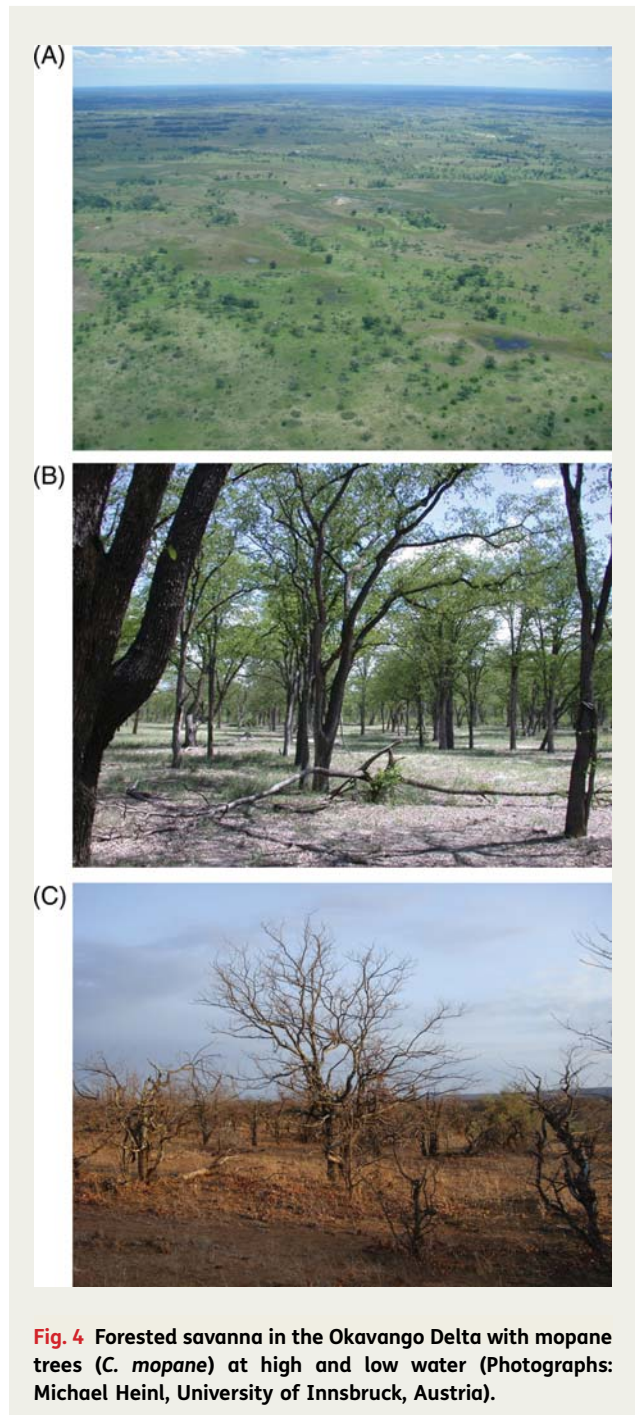 (A)
(B)
(C)
Fig. 4 Forested savanna in the Okavango Delta with mopane
trees (C. mopane) at high and low water (Photographs:
Michael Heinl, University of Innsbruck, Austria).